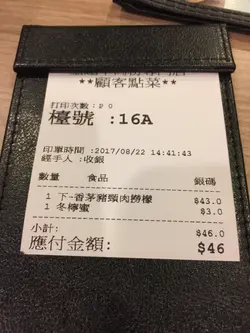 **顧客點菜**
打印次數:P 0
檯號 :16A
印單時間 :2017/08/22 14:41:43
經手人 :收銀
數量 食品 銀碼
1 下-香茅豬頸肉撈檬 $43.0
1 冬檸蜜 $3.0
小計: $46.0
應付金額: $46